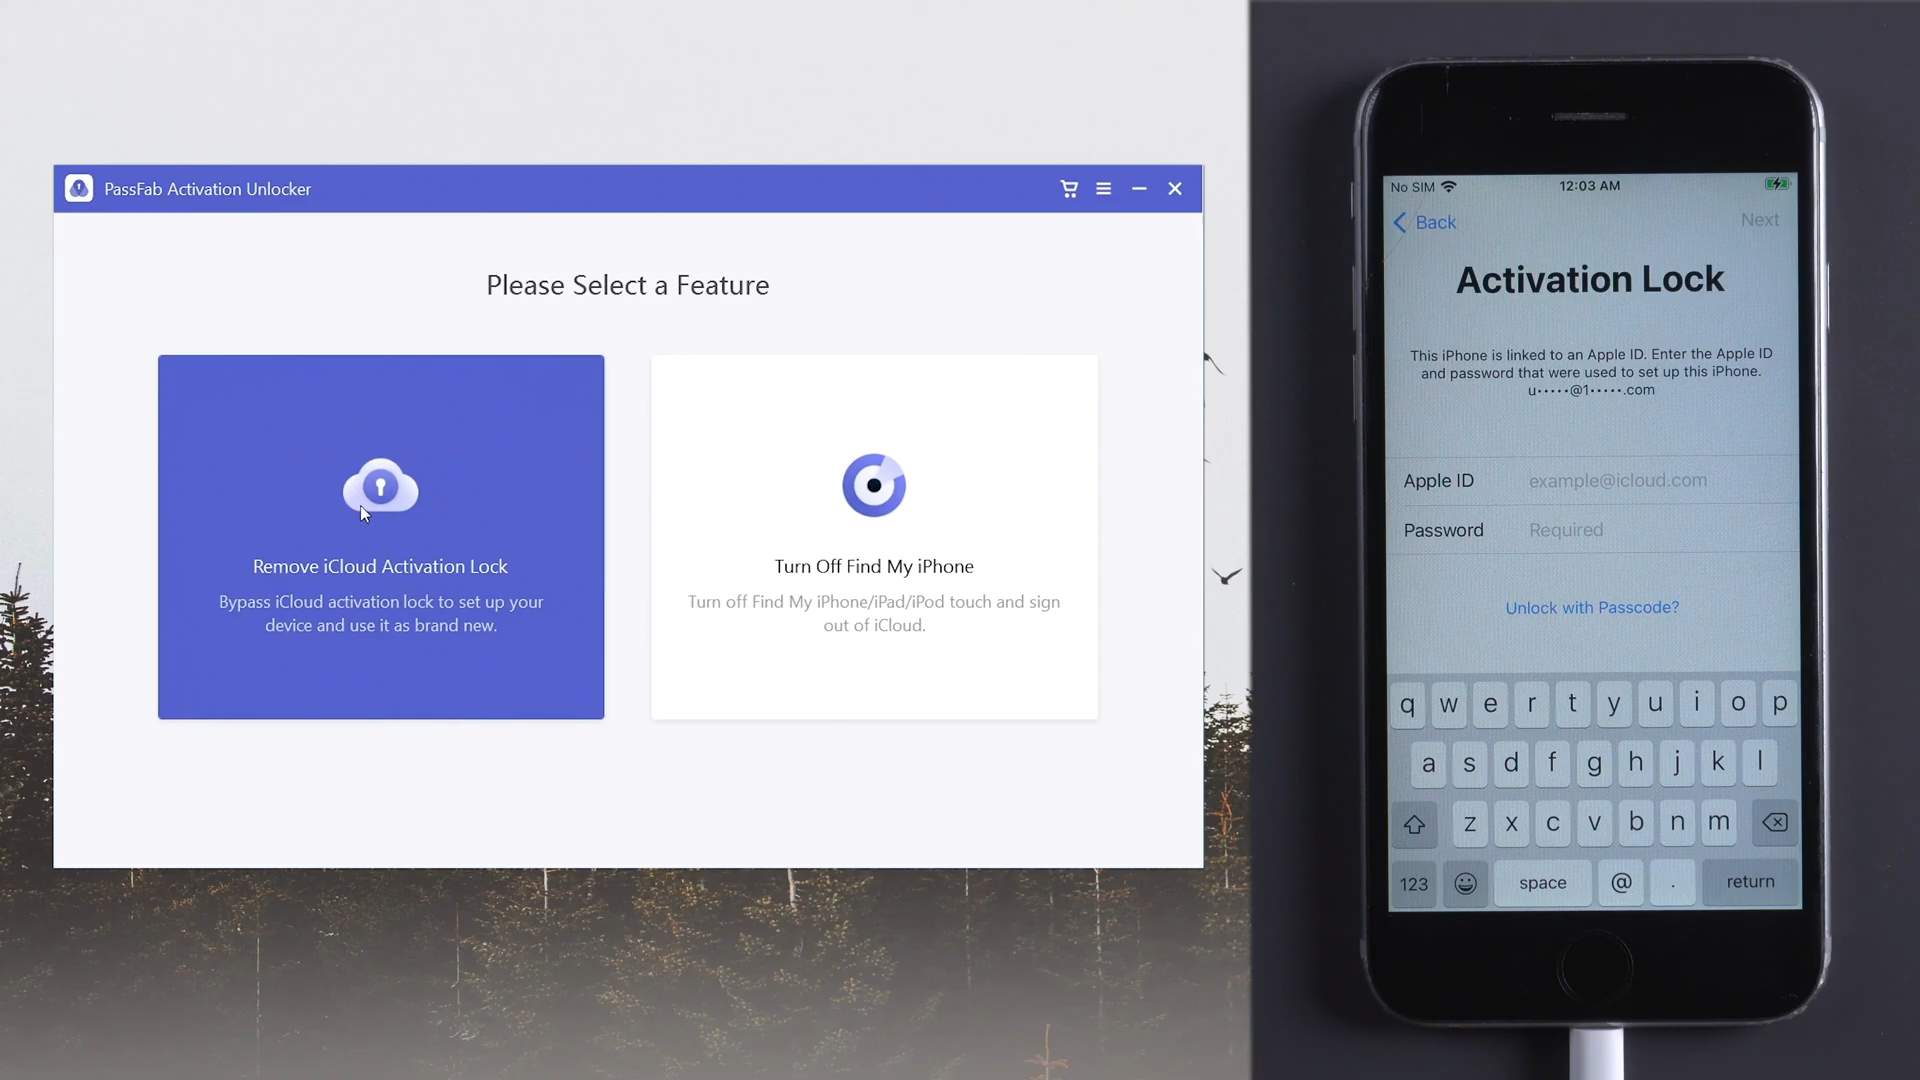 PassFab Activation Unlocker
Please Select a Feature
Remove iCloud Activation Lock
Bypass iCloud activation lock to set up your
device and use it as brand new.
Turn Off Find My iPhone
Turn off Find My iPhone/iPad/iPod touch and sign
out of iCloud.
No SIM
12:03 AM
Back
Next
Activation Lock
This iPhone is linked to an Apple ID. Enter the Apple ID
and password that were used to set up this iPhone.
u•••••@1•••••.com
Apple ID example@icloud.com
Password Required
Unlock with Passcode?
q w e r t y u i o p
a s d f g h j k l
z x c v b n m
123 space @ . return